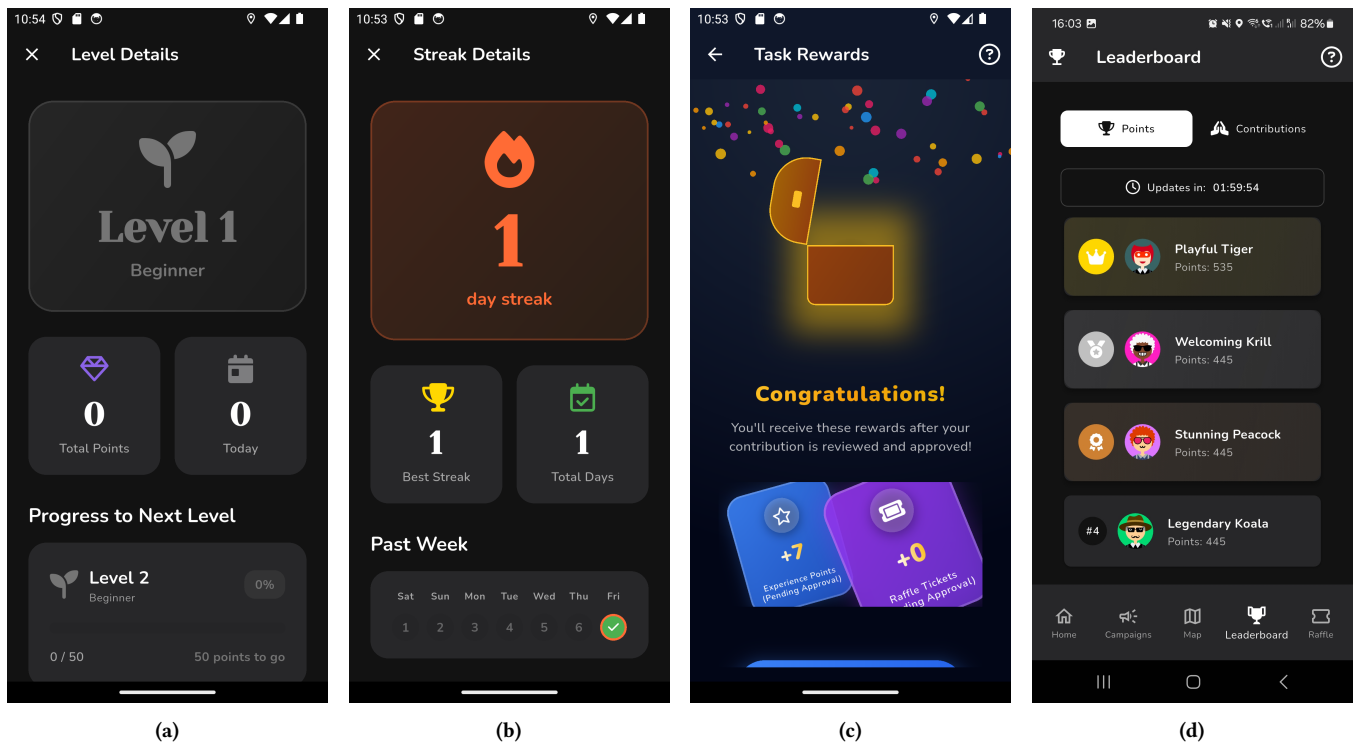 10:54
Level Details
Level 1
Beginner
0
Total Points
0
Today
Progress to Next Level
Level 2
Beginner
0%
0 / 50
50 points to go
(a)
10:53
Streak Details
1
day streak
1
Best Streak
1
Total Days
Past Week
Sat Sun Mon Tue Wed Thu Fri
1 2 3 4 5 6
(b)
10:53
Task Rewards
?
Congratulations!
You'll receive these rewards after your
contribution is reviewed and approved!
+7
Experience Points
(Pending Approval)
+0
Raffle Tickets
ding Approval)
(c)
16:03
82%
Leaderboard
?
Points
Contributions
Updates in: 01:59:54
Playful Tiger
Points: 535
Welcoming Krill
Points: 445
Stunning Peacock
Points: 445
#4
Legendary Koala
Points: 445
Home
Campaigns
Map
Leaderboard
Raffle
(d)